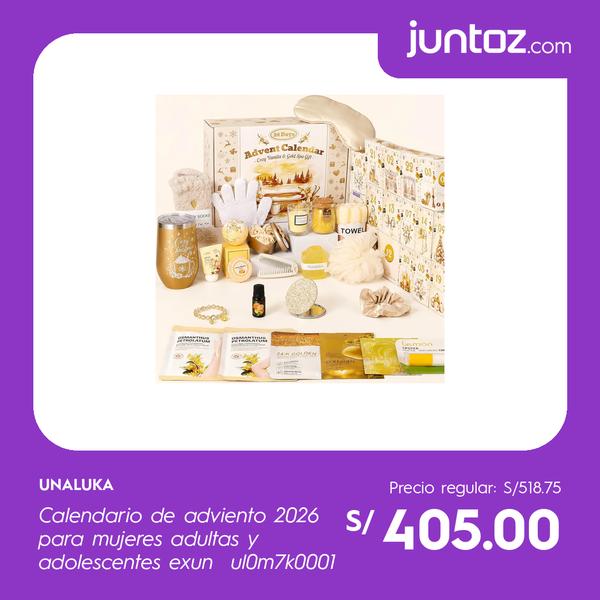 juntoz.com
24 Days
Advent Calendar
Cozy Vanilla & Gold Spa Gift
TOWEL
OSMANTHUS
PETROLATUM
OSMANTHUS
PETROLATUM
24K GOLDEN
COLLAGEN
Lemon
UNALUKA
Precio regular: S/518.75
Calendario de adviento 2026
para mujeres adultas y
adolescentes exun ul0m7k0001
S/ 405.00